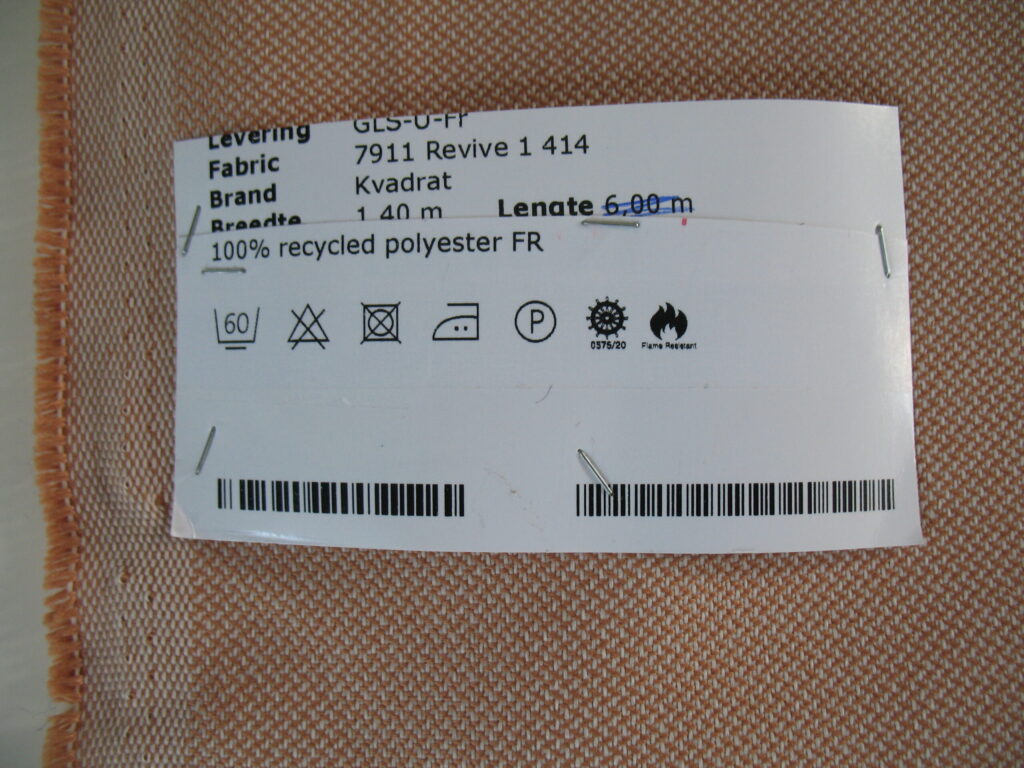 Levering GLS-U-Fr
Fabric 7911 Revive 1 414
Brand Kvadrat
Breedte 1,40 m Lengte 6,00 m
100% recycled polyester FR
60
P
0575/20 Flame Resistant